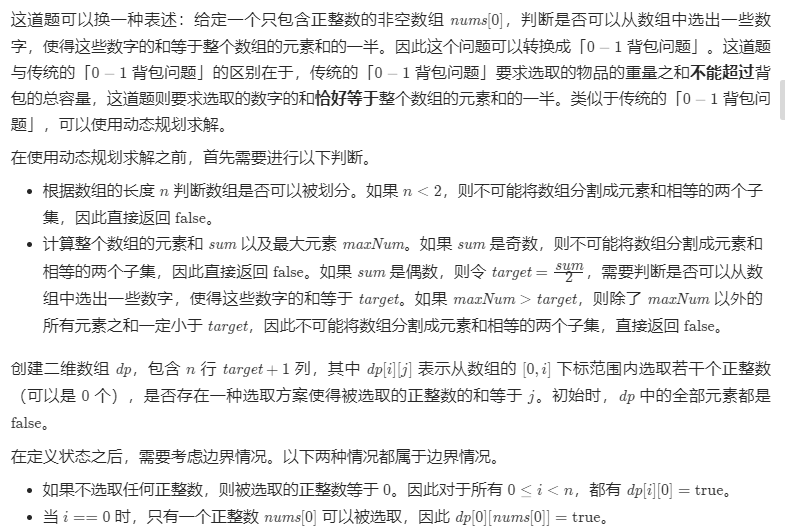 这道题可以换一种表述：给定一个只包含正整数的非空数组 nums[0]，判断是否可以从数组中选出一些数
字，使得这些数字的和等于整个数组的元素和的一半。因此这个问题可以转换成「0 − 1 背包问题」。这道题
与传统的「0 − 1 背包问题」的区别在于，传统的「0 − 1 背包问题」要求选取的物品的重量之和不能超过背
包的总容量，这道题则要求选取的数字的和恰好等于整个数组的元素和的一半。类似于传统的「0 − 1 背包问
题」，可以使用动态规划求解。
在使用动态规划求解之前，首先需要进行以下判断。
• 根据数组的长度 n 判断数组是否可以被划分。如果 n < 2，则不可能将数组分割成元素和相等的两个子
集，因此直接返回 false。
• 计算整个数组的元素和 sum 以及最大元素 maxNum。如果 sum 是奇数，则不可能将数组分割成元素和
相等的两个子集，因此直接返回 false。如果 sum 是偶数，则令 target = sum/2，需要判断是否可以从数
组中选出一些数字，使得这些数字的和等于 target。如果 maxNum > target，则除了 maxNum 以外的
所有元素之和一定小于 target，因此不可能将数组分割成元素和相等的两个子集，直接返回 false。
创建二维数组 dp，包含 n 行 target + 1 列，其中 dp[i][j] 表示从数组的 [0, i] 下标范围内选取若干个正整数
（可以是 0 个），是否存在一种选取方案使得被选取的正整数的和等于 j。初始时，dp 中的全部元素都是
false。
在定义状态之后，需要考虑边界情况。以下两种情况都属于边界情况。
• 如果不选取任何正整数，则被选取的正整数等于 0。因此对于所有 0 ≤ i < n，都有 dp[i][0] = true。
• 当 i == 0 时，只有一个正整数 nums[0] 可以被选取，因此 dp[0][nums[0]] = true。